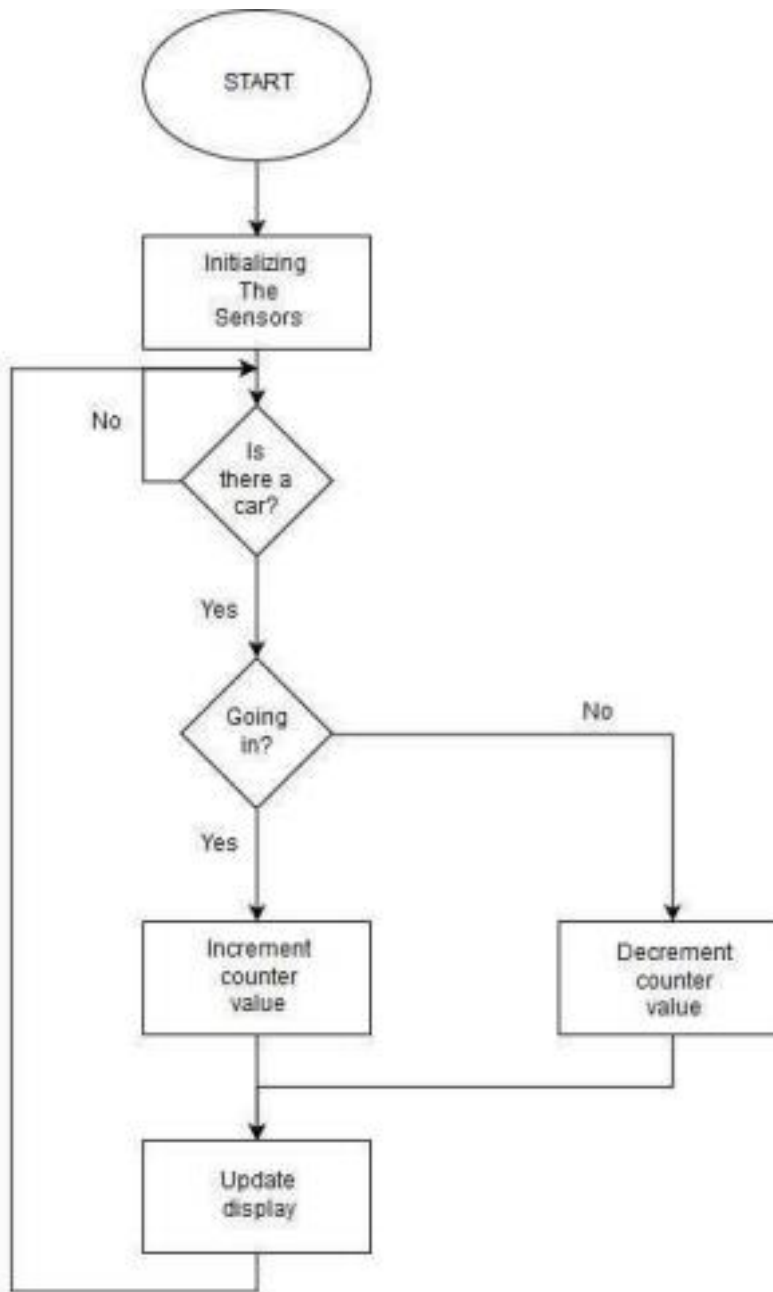 START
Initializing
The
Sensors
No
Is
there a
car?
Yes
Going
in?
No
Yes
Increment
counter
value
Decrement
counter
value
Update
display